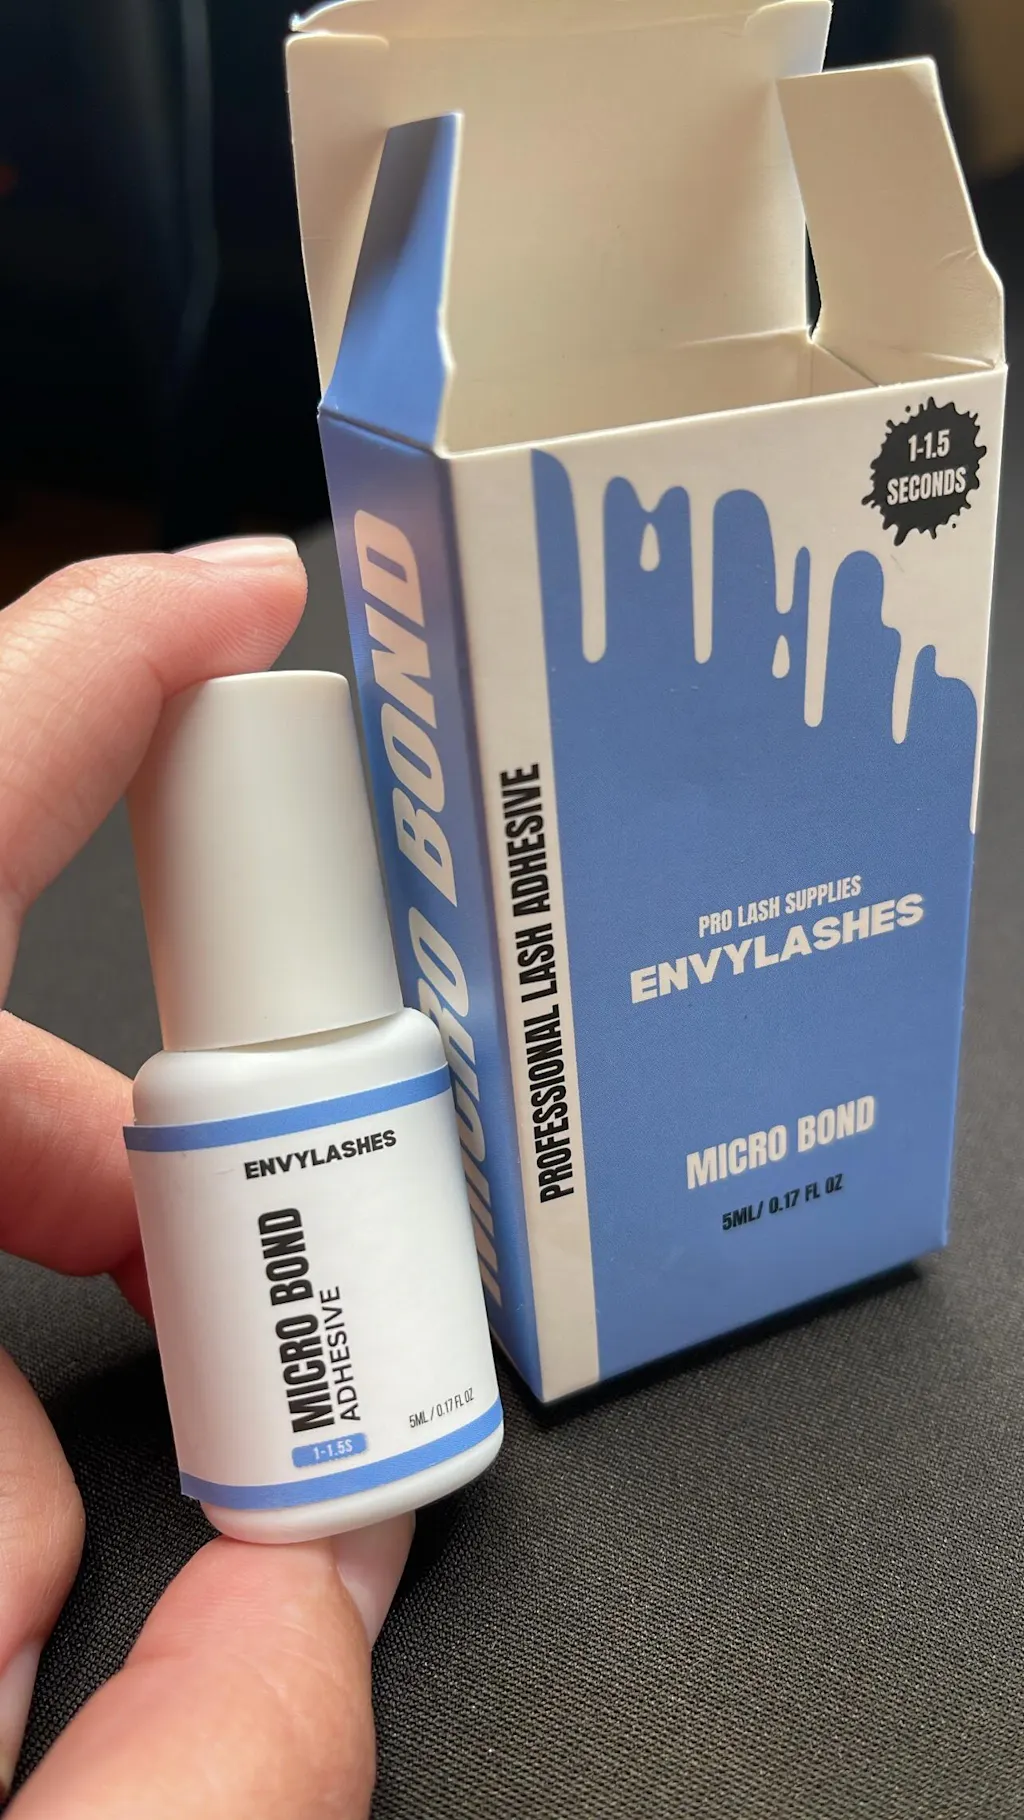 1-1.5
SECONDS
MICRO BOND
PROFESSIONAL LASH ADHESIVE
PRO LASH SUPPLIES
ENVYLASHES
MICRO BOND
5ML/ 0.17 FL OZ
ENVYLASHES
MICRO BOND
ADHESIVE
1-1.5S
5ML / 0.17 FL OZ